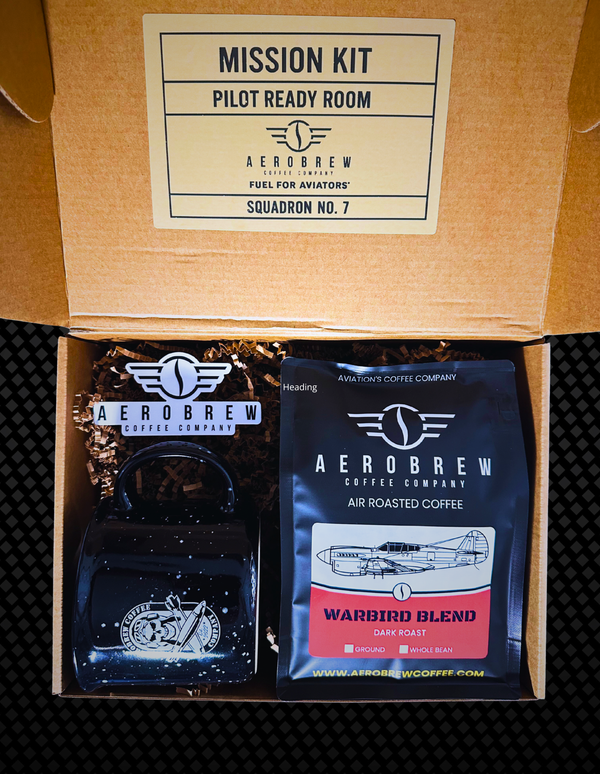 MISSION KIT
PILOT READY ROOM
AEROBREW
COFFEE COMPANY
FUEL FOR AVIATORS'
SQUADRON NO. 7
AEROBREW
COFFEE COMPANY
Heading
AVIATION'S COFFEE COMPANY
AEROBREW
COFFEE COMPANY
AIR ROASTED COFFEE
WARBIRD BLEND
DARK ROAST
GROUND WHOLE BEAN
WWW.AEROBREWCOFFEE.COM
COFFEE